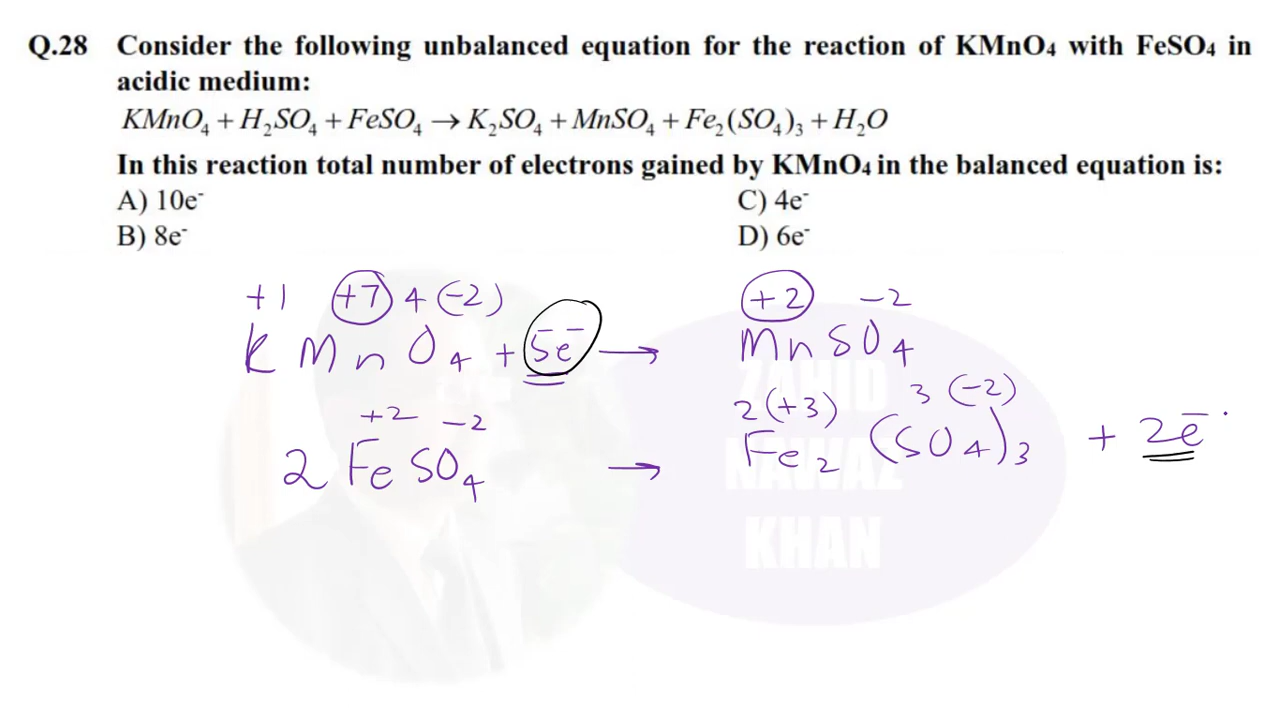 Q.28 Consider the following unbalanced equation for the reaction of KMnO₄ with FeSO₄ in
acidic medium:
KMnO₄ + H₂SO₄ + FeSO₄ → K₂SO₄ + MnSO₄ + Fe₂(SO₄)₃ + H₂O
In this reaction total number of electrons gained by KMnO₄ in the balanced equation is:
A) 10e⁻ C) 4e⁻
B) 8e⁻ D) 6e⁻
+1 +7 4(-2) +2 -2
KMnO₄ + 5e⁻ → MnSO₄
+2 -2 2(+3) 3(-2)
2FeSO₄ → Fe₂(SO₄)₃ + 2e⁻
ZAHID
NAWAZ
KHAN